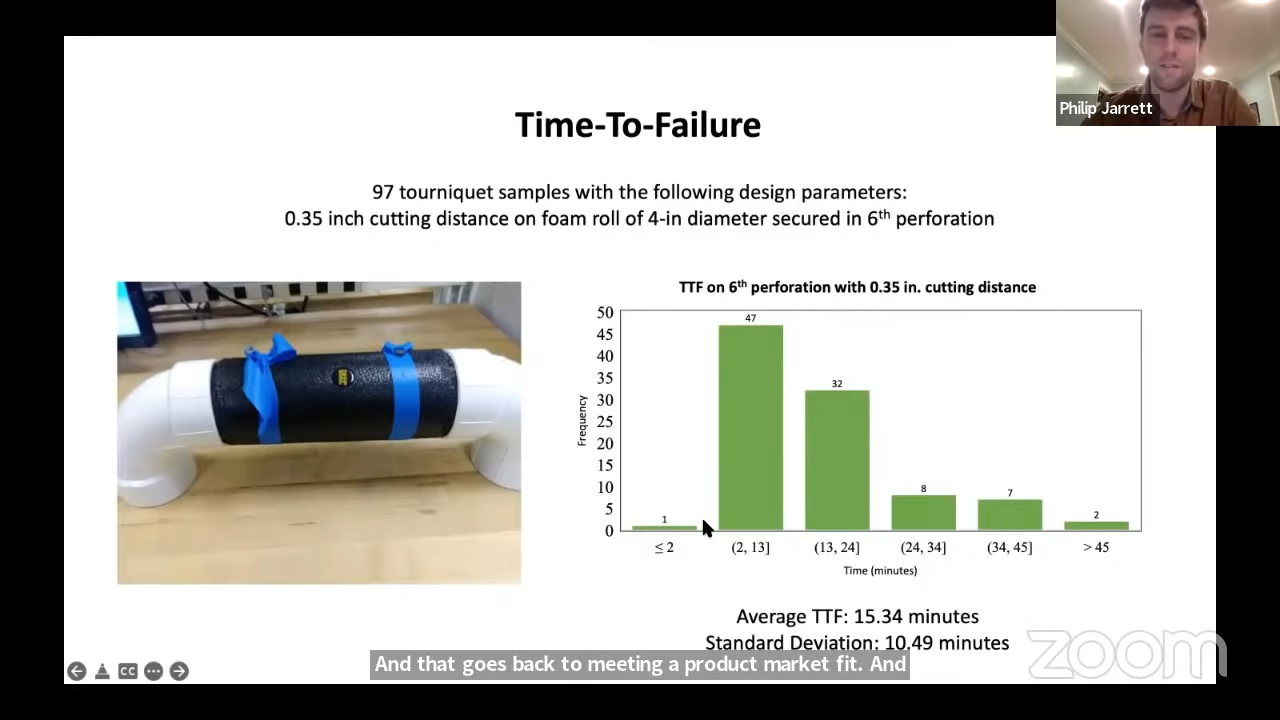 Philip Jarrett
Time-To-Failure
97 tourniquet samples with the following design parameters:
0.35 inch cutting distance on foam roll of 4-in diameter secured in 6th perforation
TTF on 6th perforation with 0.35 in. cutting distance
50
45
40
35
30
25
20
15
10
5
0
Frequency
1
47
32
8
7
2
≤ 2
(2, 13]
(13, 24]
(24, 34]
(34, 45]
> 45
Time (minutes)
Average TTF: 15.34 minutes
Standard Deviation: 10.49 minutes
And that goes back to meeting a product market fit. And
CC
zoom